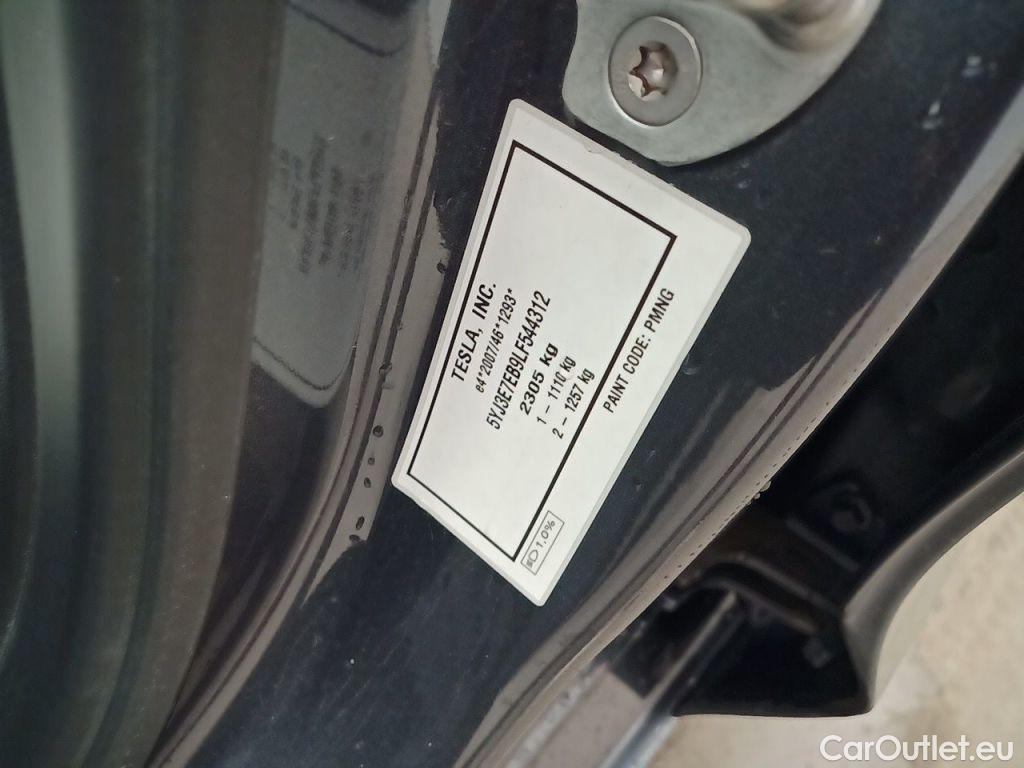 TESLA, INC.
e4*2007/46*1293*
5YJ3E7EB9LF544312
2305 kg
1 - 1110 kg
2 - 1257 kg
PAINT CODE: PMNG
1.0%
CarOutlet.eu